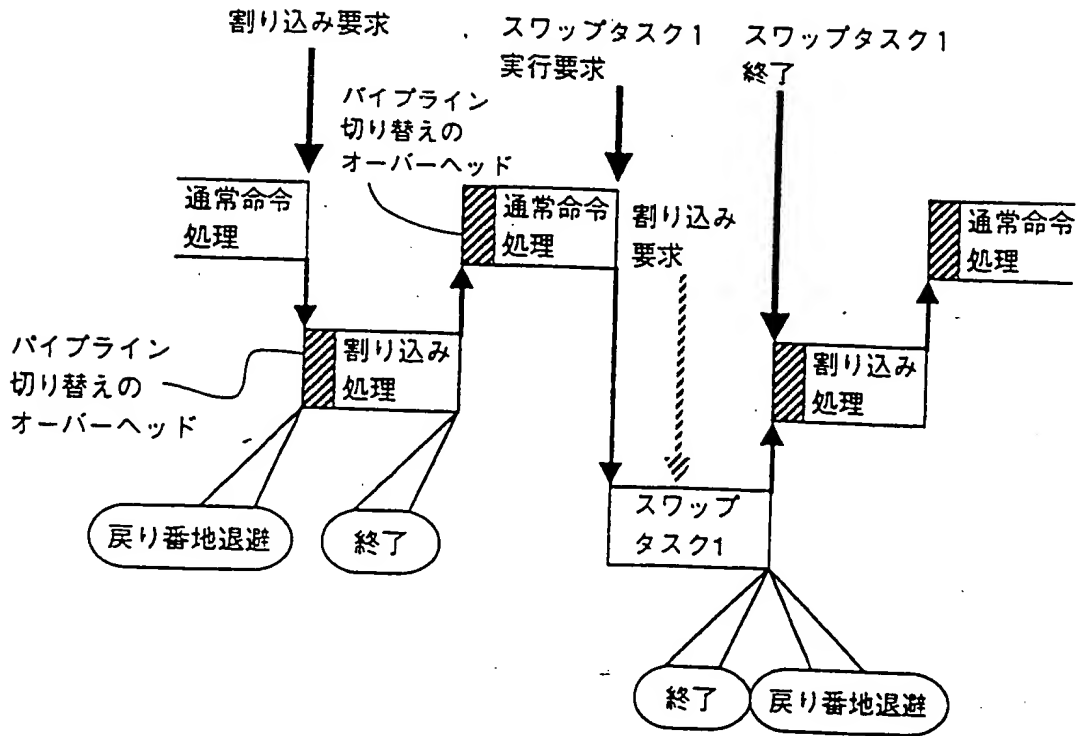 割り込み要求
スワップタスク1
実行要求
スワップタスク1
終了
パイプライン
切り替えの
オーバーヘッド
通常命令
処理
通常命令
処理
割り込み
要求
通常命令
処理
パイプライン
切り替えの
オーバーヘッド
割り込み
処理
割り込み
処理
スワップ
タスク1
戻り番地退避
終了
終了
戻り番地退避